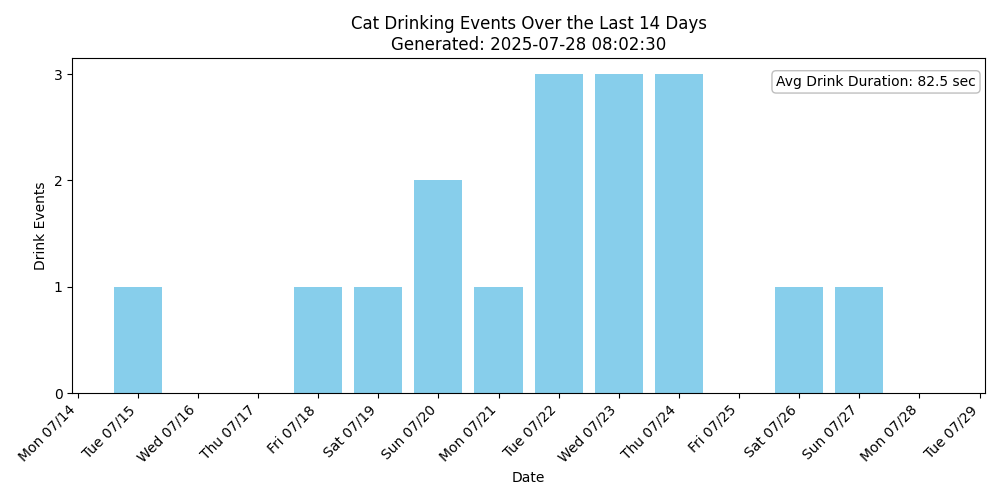 Cat Drinking Events Over the Last 14 Days
Generated: 2025-07-28 08:02:30
Avg Drink Duration: 82.5 sec
Drink Events
3
2
1
0
Mon 07/14
Tue 07/15
Wed 07/16
Thu 07/17
Fri 07/18
Sat 07/19
Sun 07/20
Mon 07/21
Tue 07/22
Wed 07/23
Thu 07/24
Fri 07/25
Sat 07/26
Sun 07/27
Mon 07/28
Tue 07/29
Date